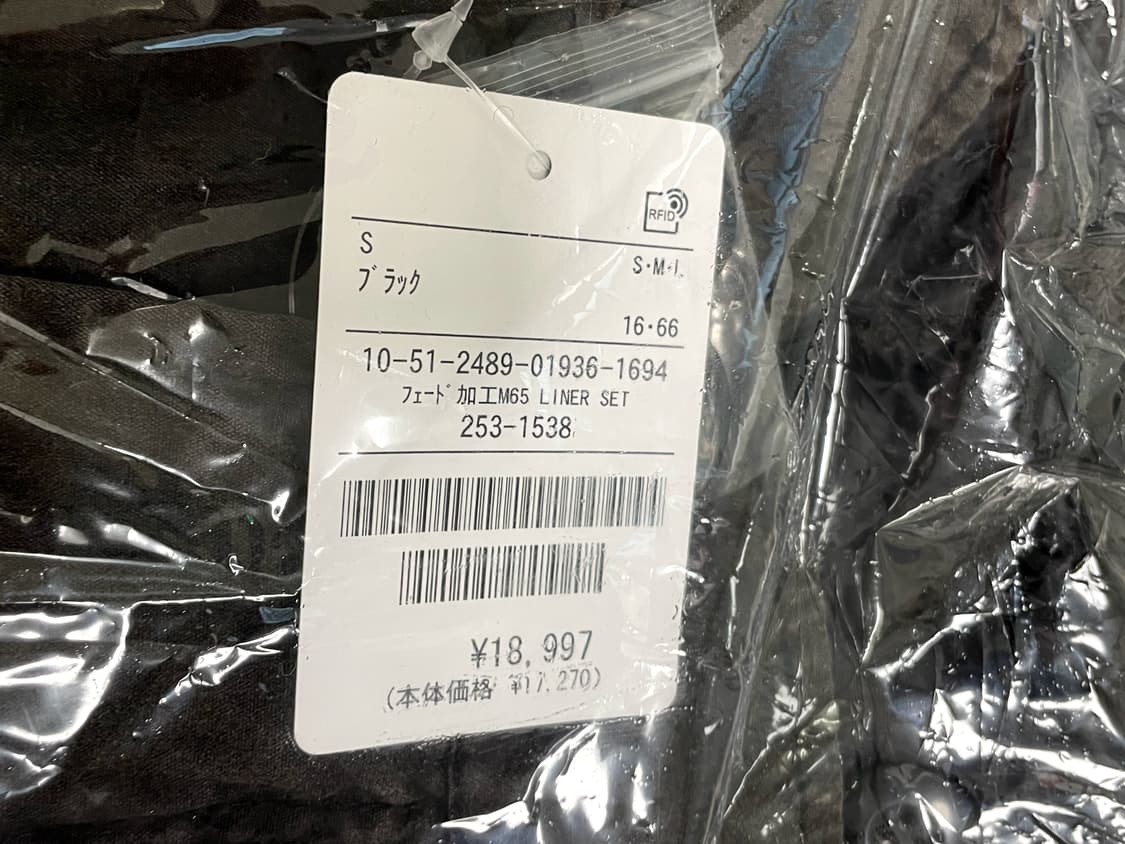 RFID
S
S・M・L
ﾌﾞﾗｯｸ
16・66
10-51-2489-01936-1694
ﾌｪｰﾄﾞ加工M65 LINER SET
253-1538
¥18,997
(本体価格 ¥17,270)